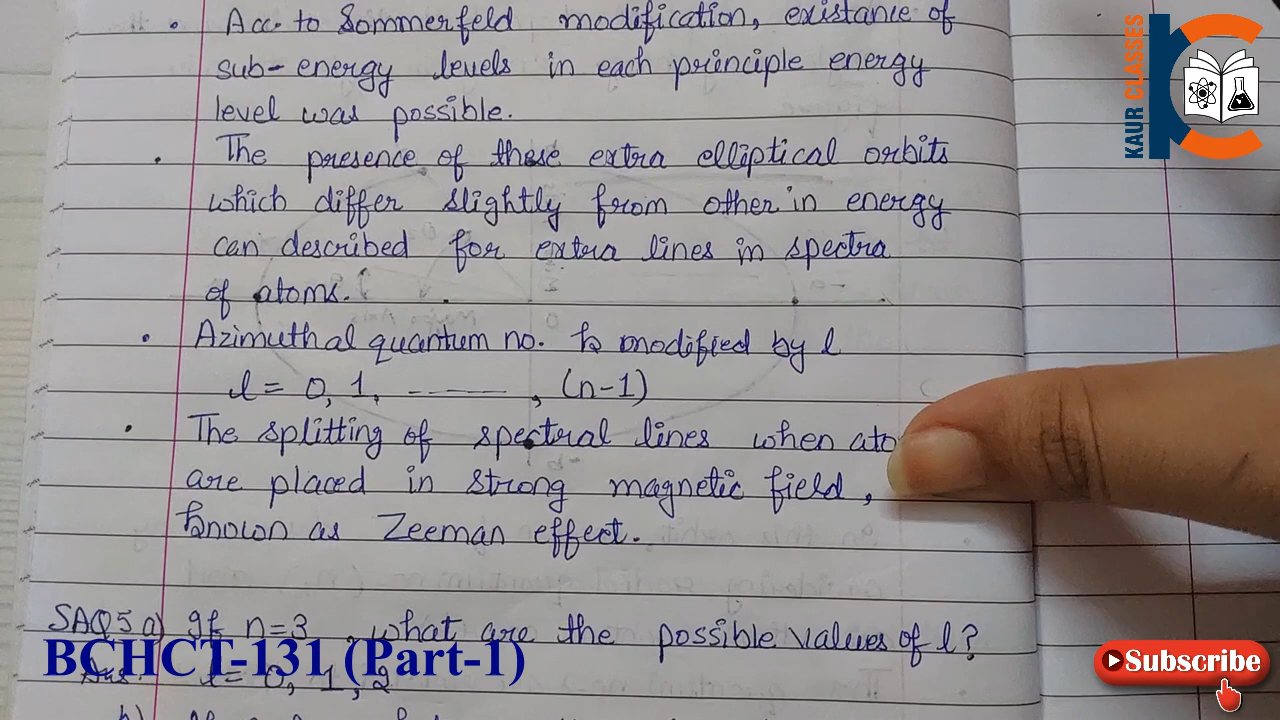 Acc. to Sommerfeld modification, existance of
sub-energy levels in each principle energy
level was possible.
The presence of these extra elliptical orbits
which differ slightly from other in energy
can described for extra lines in spectra
of atoms.
Azimuthal quantum no. k modified by l
l = 0, 1, ------- , (n-1)
The splitting of spectral lines when ato
are placed in strong magnetic field,
known as Zeeman effect.
SAQ5 a) If n=3, what are the possible values of l?
Ans. l = 0, 1, 2
b)
BCHCT-131 (Part-1)
KAUR CLASSES
Subscribe